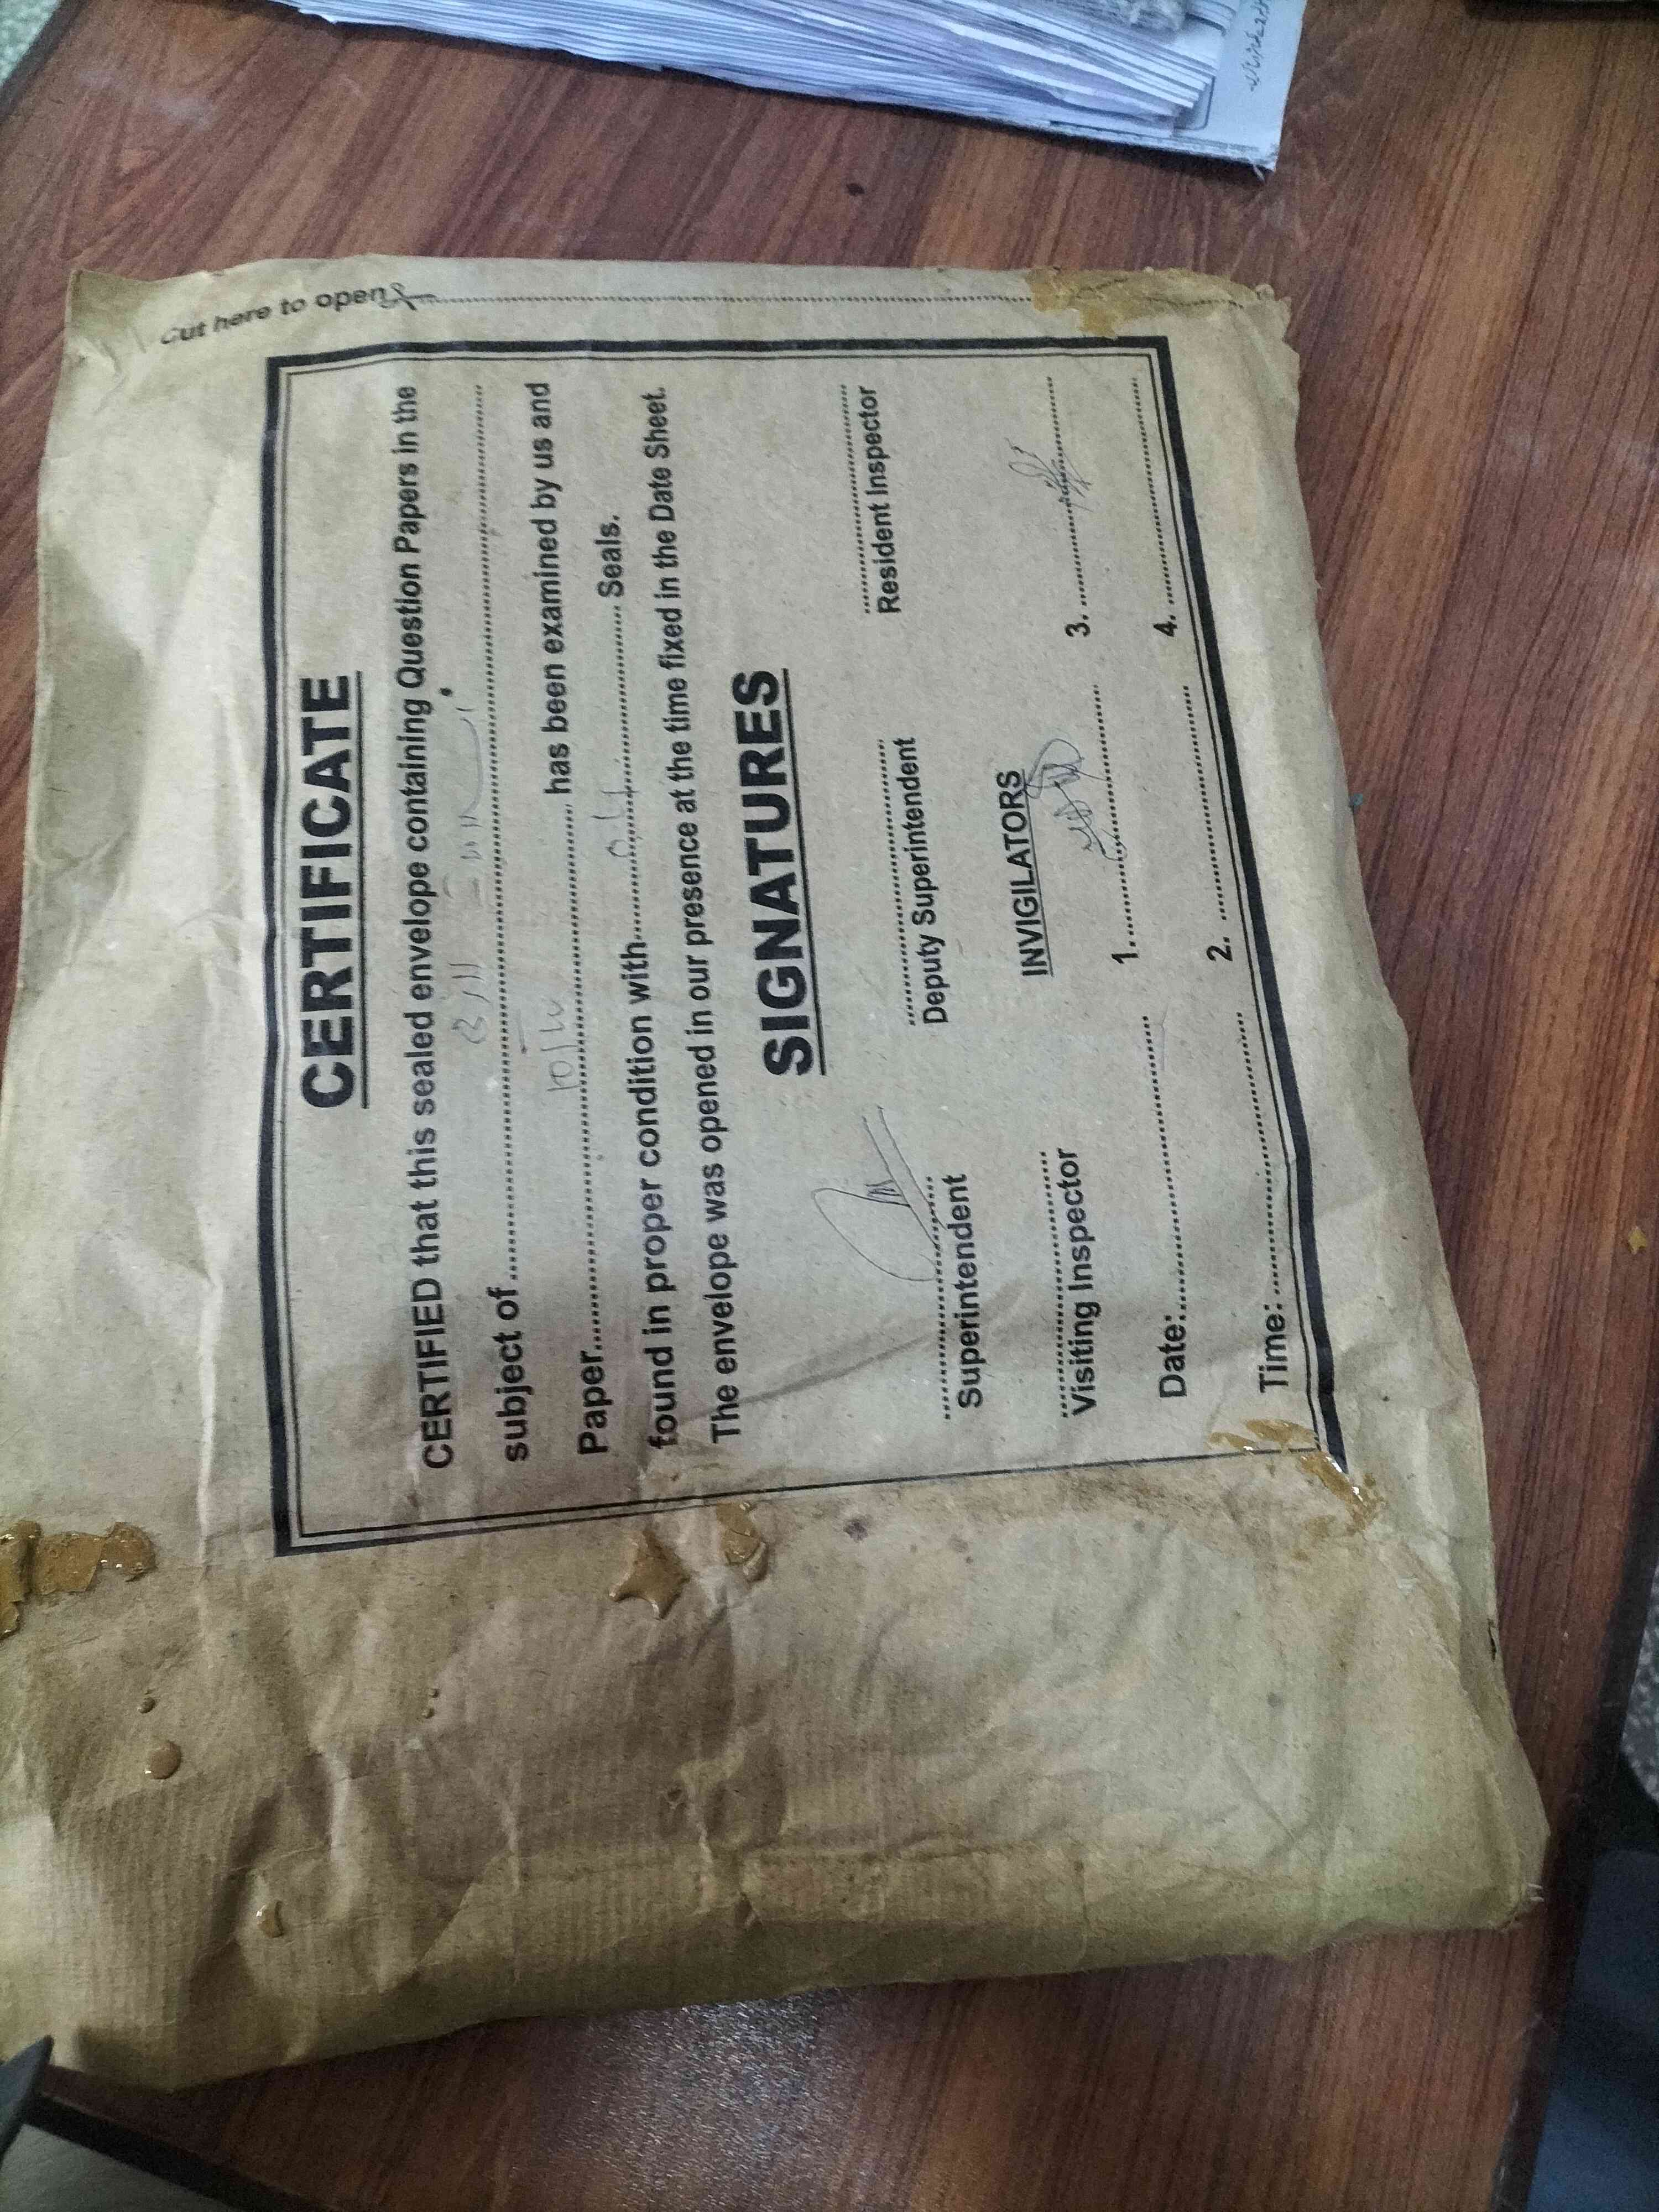 Cut here to open
CERTIFICATE
CERTIFIED that this sealed envelope containing Question Papers in the
subject of ........................................
Paper........................................ has been examined by us and
found in proper condition with.................... Seals.
The envelope was opened in our presence at the time fixed in the Date Sheet.
SIGNATURES
Superintendent Deputy Superintendent Resident Inspector
INVIGILATORS
Visiting Inspector 1. 3.
Date: 2. 4.
Time: